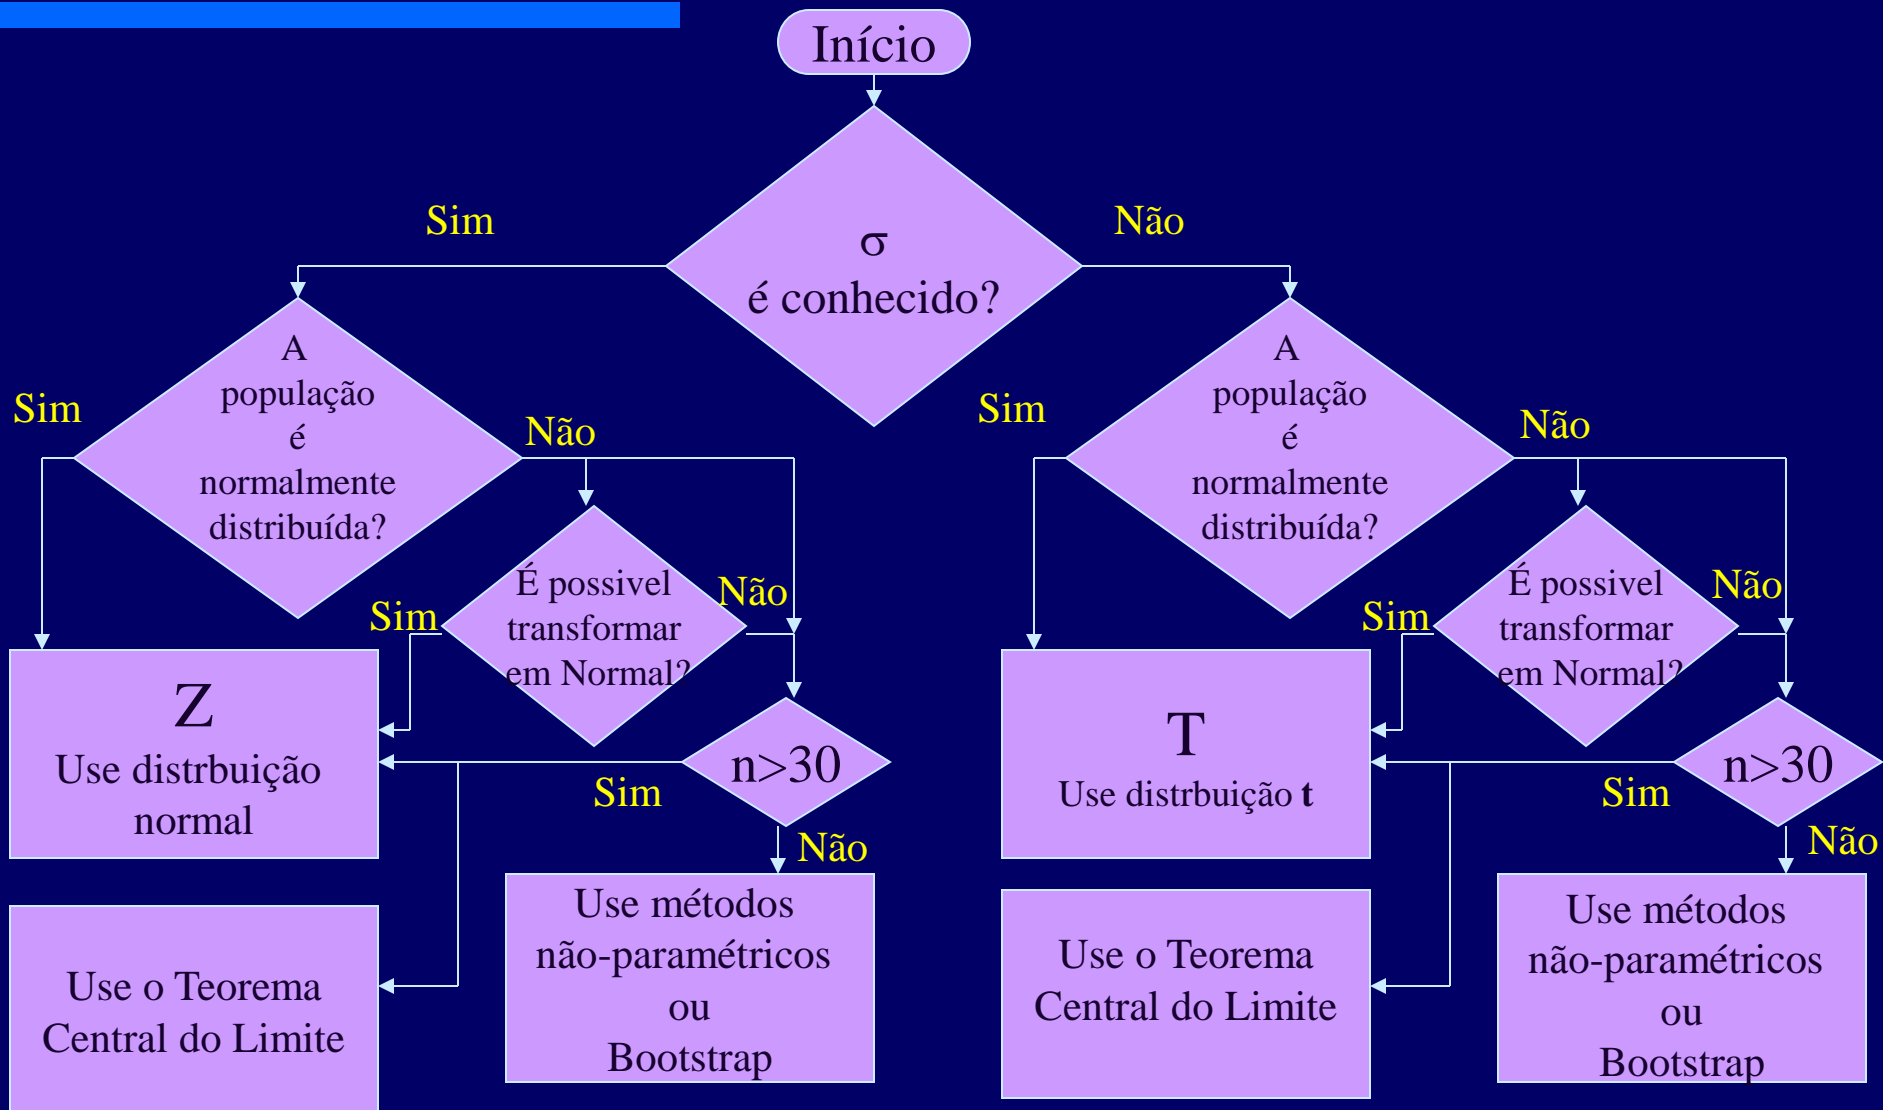 Início
σ
é conhecido?
Sim
Não
A
população
é
normalmente
distribuída?
Sim
Não
A
população
é
normalmente
distribuída?
Sim
Não
É possivel
transformar
em Normal?
Sim
Não
É possivel
transformar
em Normal?
Sim
Não
Z
Use distrbuição
normal
n>30
Sim
Não
T
Use distrbuição t
n>30
Sim
Não
Use o Teorema
Central do Limite
Use métodos
não-paramétricos
ou
Bootstrap
Use o Teorema
Central do Limite
Use métodos
não-paramétricos
ou
Bootstrap